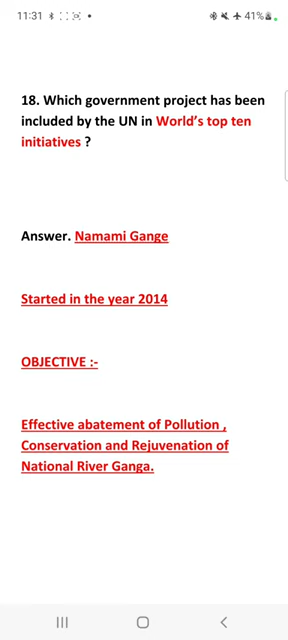 11:31
41%
18. Which government project has been
included by the UN in World's top ten
initiatives ?
Answer. Namami Gange
Started in the year 2014
OBJECTIVE :-
Effective abatement of Pollution ,
Conservation and Rejuvenation of
National River Ganga.